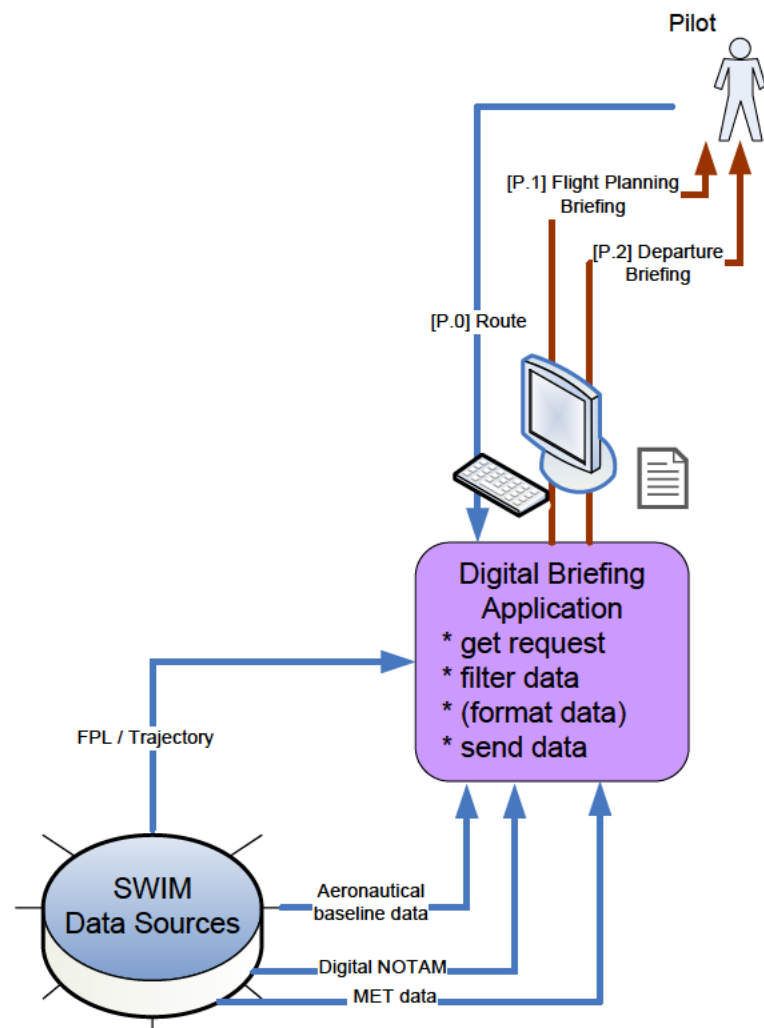 Pilot
[P.1] Flight Planning
Briefing
[P.2] Departure
Briefing
[P.0] Route
Digital Briefing
Application
* get request
* filter data
* (format data)
* send data
FPL / Trajectory
SWIM
Data Sources
Aeronautical
baseline data
Digital NOTAM
MET data